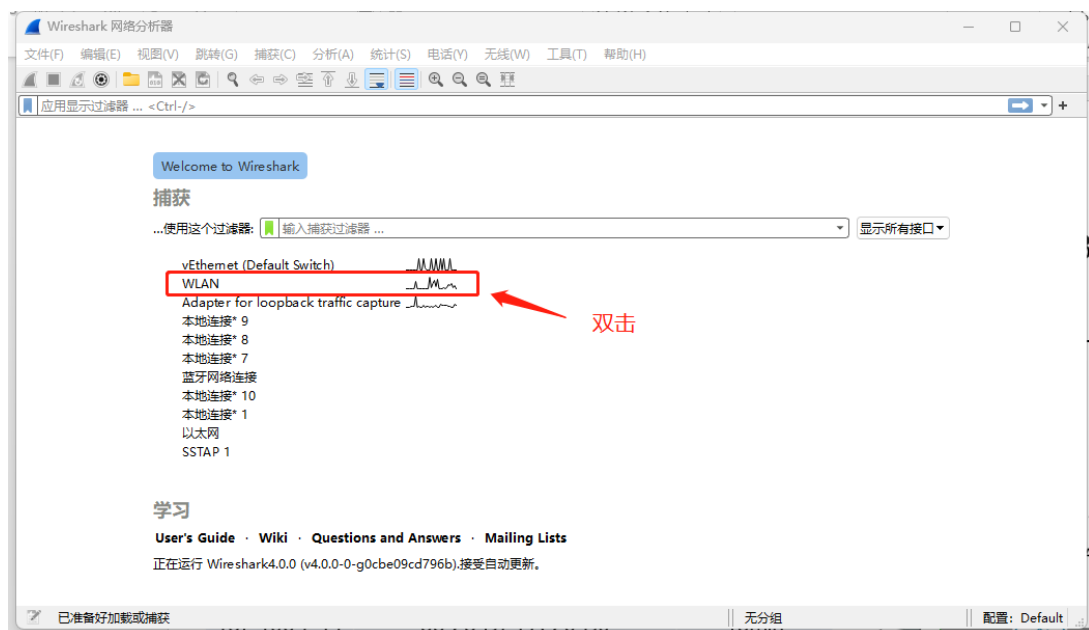 Wireshark 网络分析器
文件(F) 编辑(E) 视图(V) 跳转(G) 捕获(C) 分析(A) 统计(S) 电话(Y) 无线(W) 工具(T) 帮助(H)
应用显示过滤器 … <Ctrl-/>
Welcome to Wireshark
捕获
…使用这个过滤器: 输入捕获过滤器 … 显示所有接口
vEthernet (Default Switch)
WLAN
Adapter for loopback traffic capture
双击
本地连接* 9
本地连接* 8
本地连接* 7
蓝牙网络连接
本地连接* 10
本地连接* 1
以太网
SSTAP 1
学习
User's Guide · Wiki · Questions and Answers · Mailing Lists
正在运行 Wireshark4.0.0 (v4.0.0-0-g0cbe09cd796b).接受自动更新。
已准备好加载或捕获 无分组 配置: Default